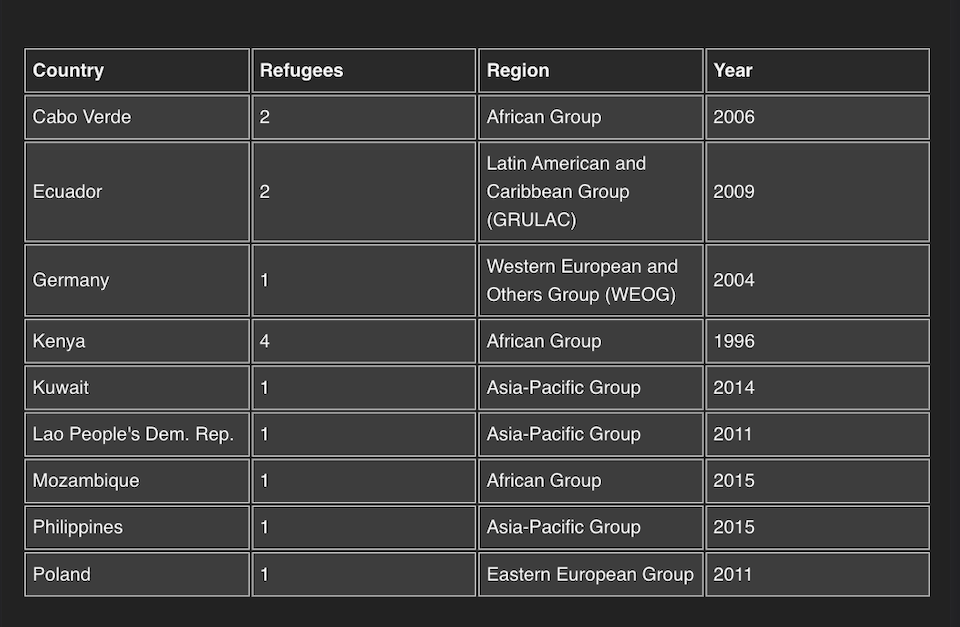 Country Refugees Region Year
Cabo Verde 2 African Group 2006
Ecuador 2 Latin American and
Caribbean Group
(GRULAC) 2009
Germany 1 Western European and
Others Group (WEOG) 2004
Kenya 4 African Group 1996
Kuwait 1 Asia-Pacific Group 2014
Lao People's Dem. Rep. 1 Asia-Pacific Group 2011
Mozambique 1 African Group 2015
Philippines 1 Asia-Pacific Group 2015
Poland 1 Eastern European Group 2011